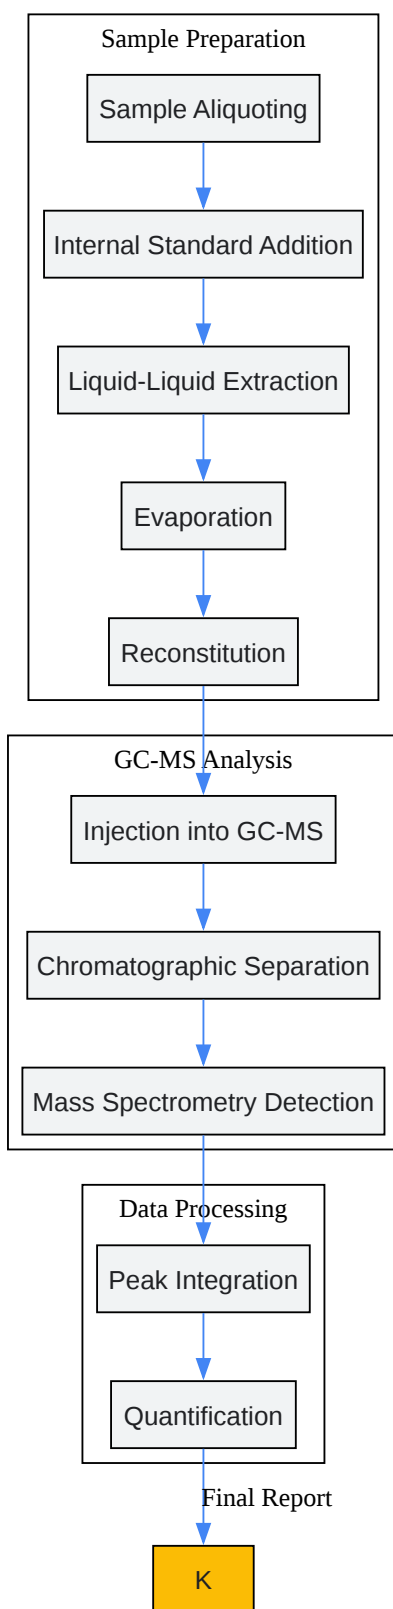 Sample Preparation
Sample Aliquoting
Internal Standard Addition
Liquid-Liquid Extraction
Evaporation
Reconstitution
GC-MS Analysis
Injection into GC-MS
Chromatographic Separation
Mass Spectrometry Detection
Data Processing
Peak Integration
Quantification
Final Report
K